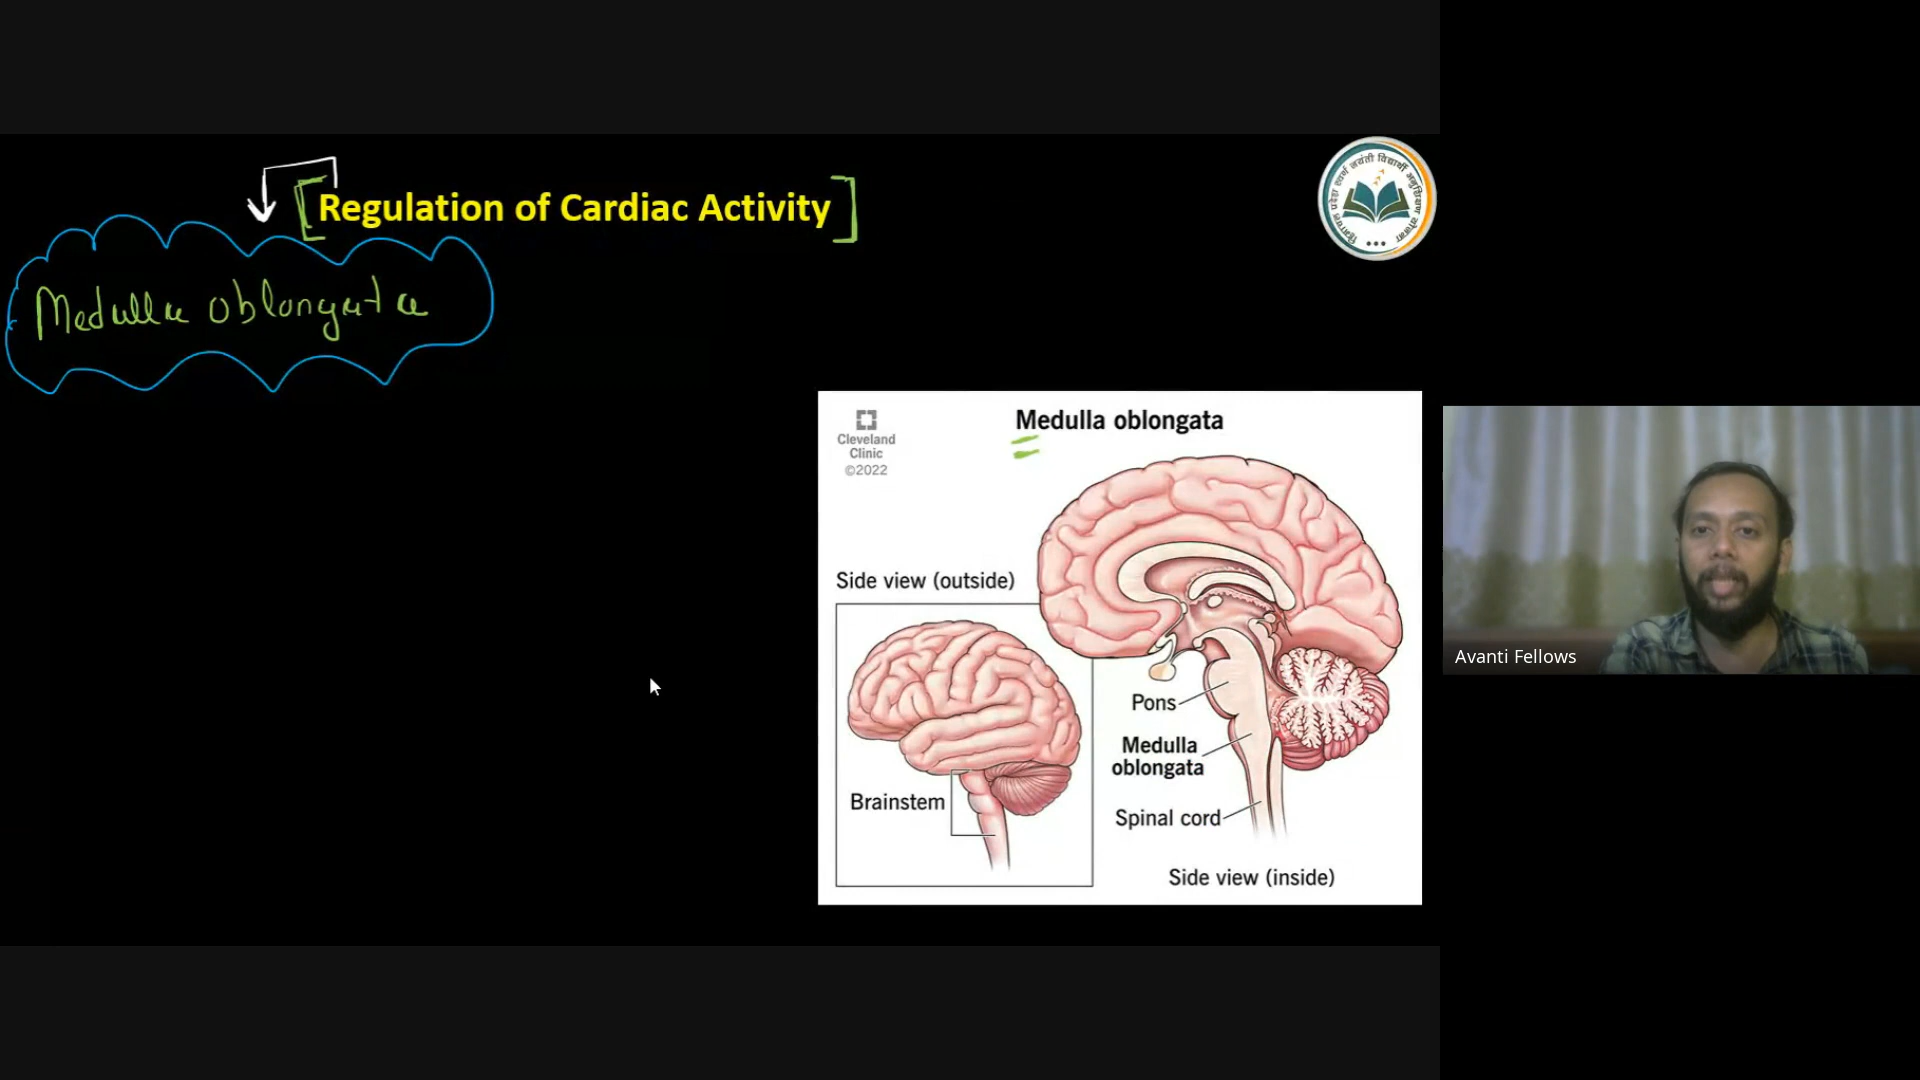 Regulation of Cardiac Activity
Medulla oblongata
Cleveland
Clinic
©2022
Medulla oblongata
Side view (outside)
Brainstem
Pons
Medulla
oblongata
Spinal cord
Side view (inside)
Avanti Fellows